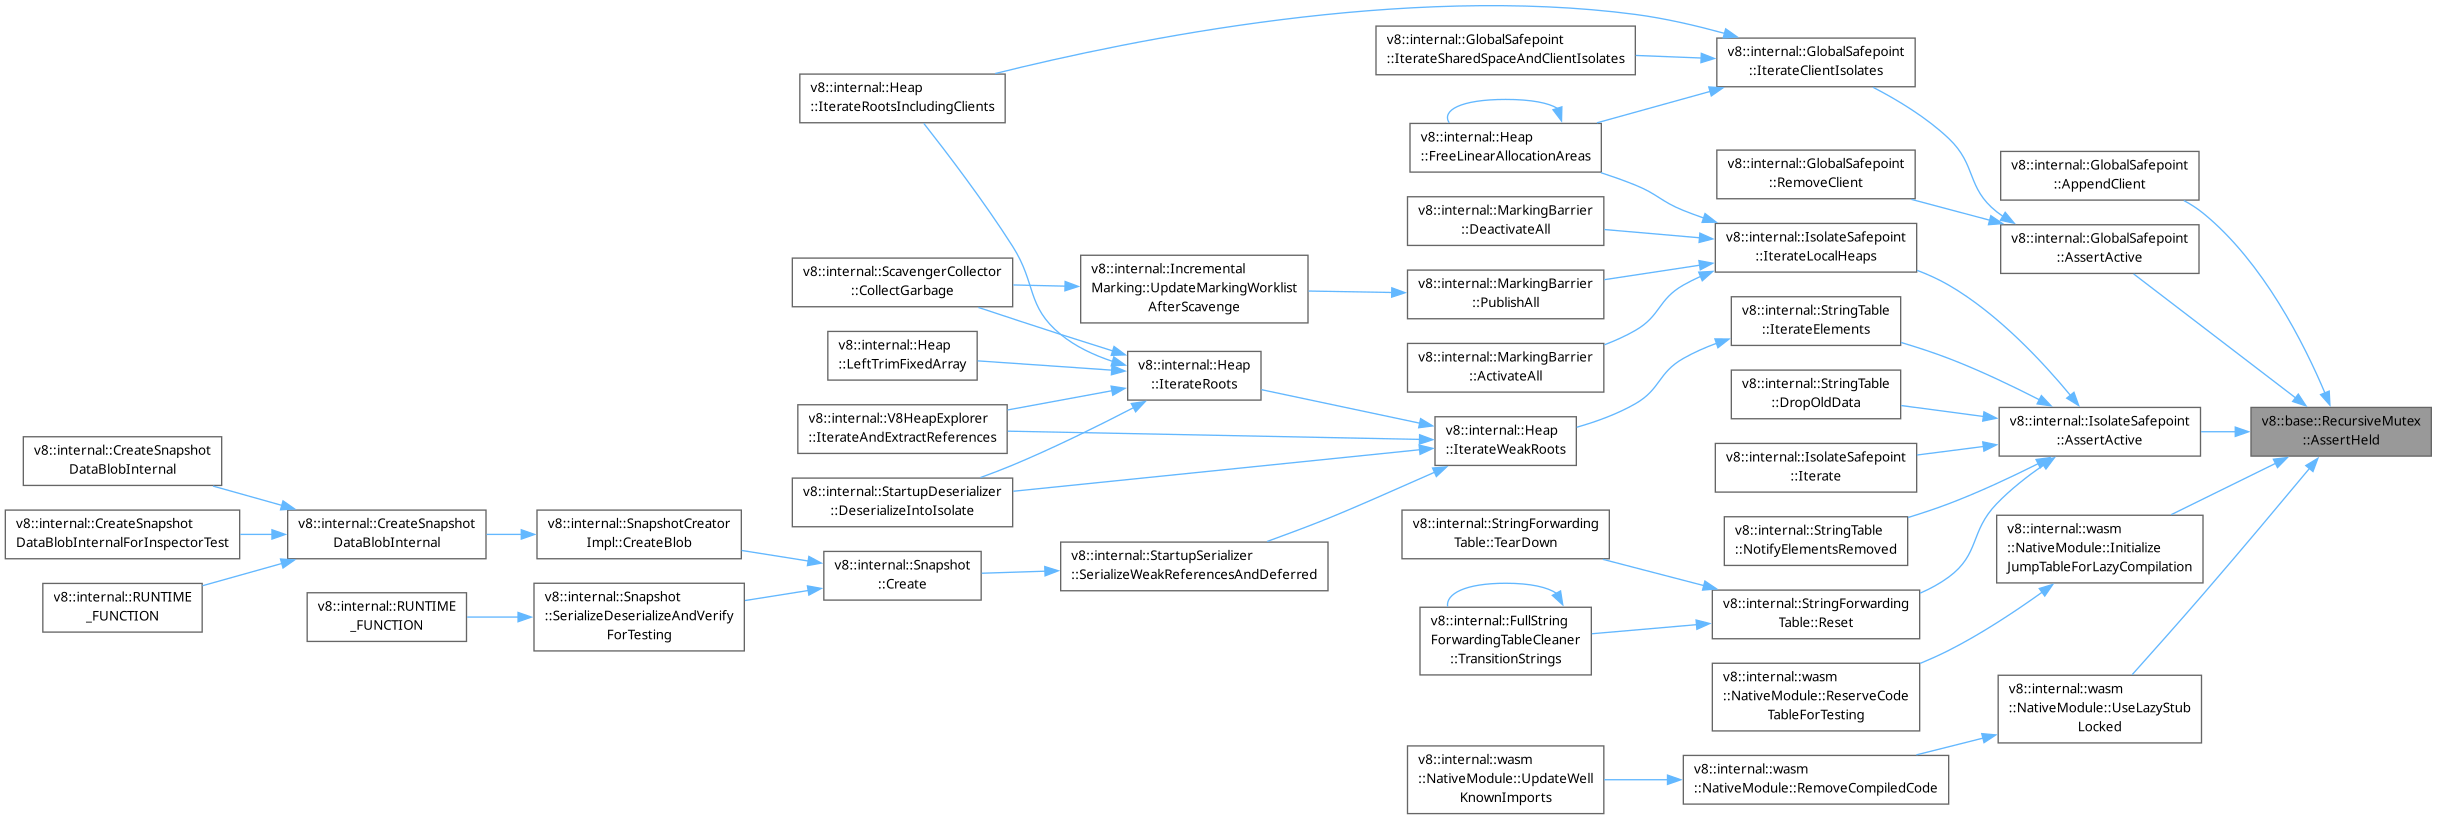 v8::internal::GlobalSafepoint
::IterateSharedSpaceAndClientIsolates
v8::internal::GlobalSafepoint
::IterateClientIsolates
v8::internal::Heap
::IterateRootsIncludingClients
v8::internal::Heap
::FreeLinearAllocationAreas
v8::internal::GlobalSafepoint
::RemoveClient
v8::internal::GlobalSafepoint
::AppendClient
v8::internal::MarkingBarrier
::DeactivateAll
v8::internal::IsolateSafepoint
::IterateLocalHeaps
v8::internal::GlobalSafepoint
::AssertActive
v8::internal::ScavengerCollector
::CollectGarbage
v8::internal::Incremental
Marking::UpdateMarkingWorklist
AfterScavenge
v8::internal::MarkingBarrier
::PublishAll
v8::internal::StringTable
::IterateElements
v8::internal::Heap
::LeftTrimFixedArray
v8::internal::Heap
::IterateRoots
v8::internal::MarkingBarrier
::ActivateAll
v8::internal::StringTable
::DropOldData
v8::internal::V8HeapExplorer
::IterateAndExtractReferences
v8::internal::Heap
::IterateWeakRoots
v8::internal::IsolateSafepoint
::AssertActive
v8::base::RecursiveMutex
::AssertHeld
v8::internal::CreateSnapshot
DataBlobInternal
v8::internal::IsolateSafepoint
::Iterate
v8::internal::StartupDeserializer
::DeserializeIntoIsolate
v8::internal::CreateSnapshot
DataBlobInternalForInspectorTest
v8::internal::CreateSnapshot
DataBlobInternal
v8::internal::SnapshotCreator
Impl::CreateBlob
v8::internal::StringForwarding
Table::TearDown
v8::internal::StringTable
::NotifyElementsRemoved
v8::internal::wasm
::NativeModule::Initialize
JumpTableForLazyCompilation
v8::internal::Snapshot
::Create
v8::internal::StartupSerializer
::SerializeWeakReferencesAndDeferred
v8::internal::RUNTIME
_FUNCTION
v8::internal::RUNTIME
_FUNCTION
v8::internal::Snapshot
::SerializeDeserializeAndVerify
ForTesting
v8::internal::FullString
ForwardingTableCleaner
::TransitionStrings
v8::internal::StringForwarding
Table::Reset
v8::internal::wasm
::NativeModule::ReserveCode
TableForTesting
v8::internal::wasm
::NativeModule::UseLazyStub
Locked
v8::internal::wasm
::NativeModule::UpdateWell
KnownImports
v8::internal::wasm
::NativeModule::RemoveCompiledCode